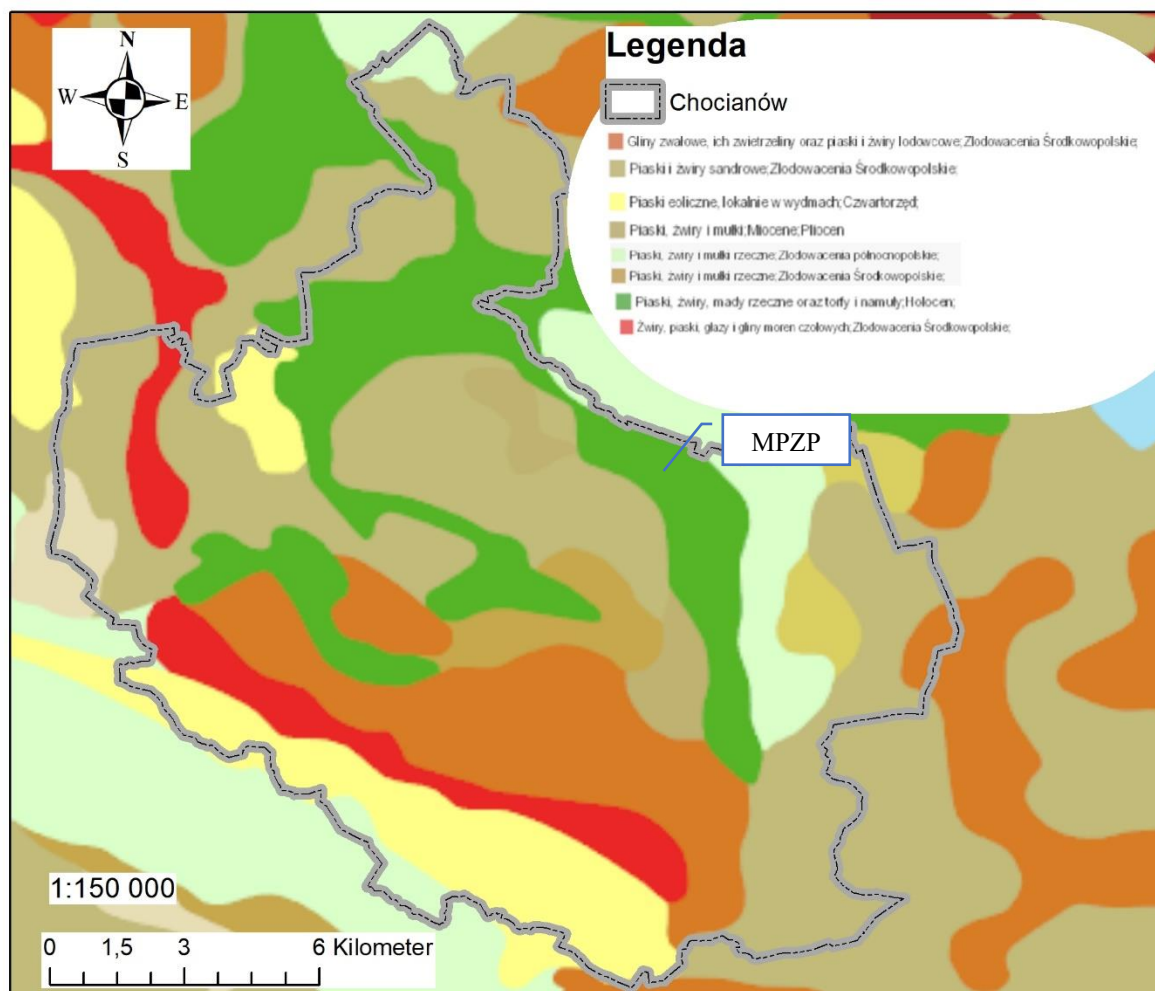 N
W E
S
Legenda
Chocianów
Gliny zwałowe, ich zwietrzeliny oraz piaski i żwiry lodowcowe;Zlodowacenia Środkowopolskie;
Piaski i żwiry sandrowe;Zlodowacenia Środkowopolskie;
Piaski eoliczne, lokalnie w wydmach;Czwartorzęd;
Piaski, żwiry i mułki;Miocene;Pliocen
Piaski, żwiry i mułki rzeczne;Zlodowacenia północnopolskie;
Piaski, żwiry i mułki rzeczne;Zlodowacenia Środkowopolskie;
Piaski, żwiry, mady rzeczne oraz torfy i namuły;Holocen;
Żwiry, piaski, głazy i gliny moren czołowych;Zlodowacenia Środkowopolskie;
MPZP
1:150 000
0 1,5 3 6 Kilometer